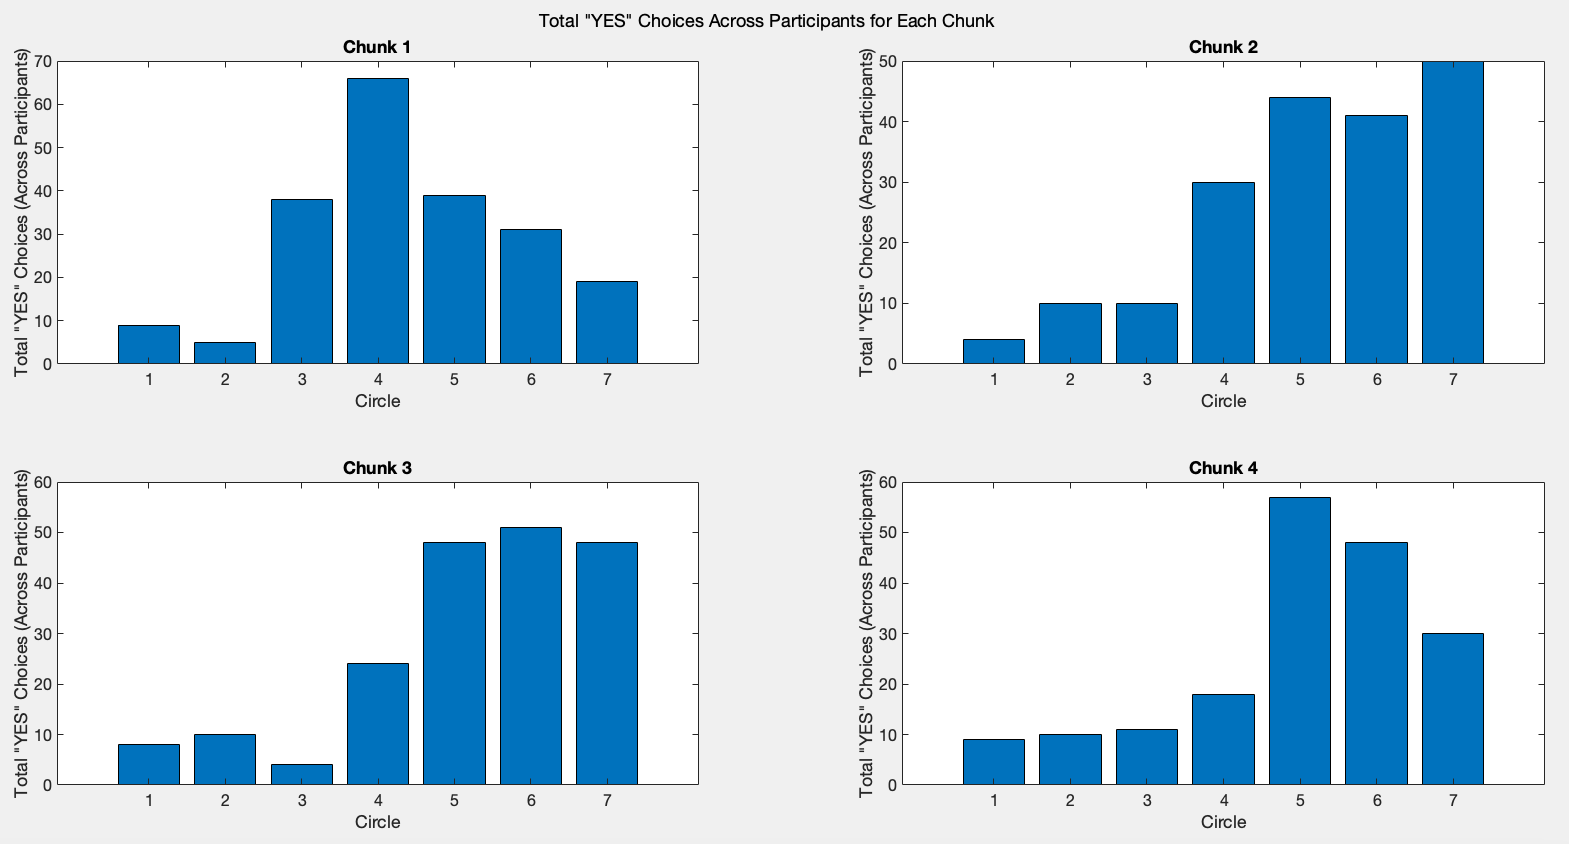 Total "YES" Choices Across Participants for Each Chunk
Chunk 1
Total "YES" Choices (Across Participants)
70
60
50
40
30
20
10
0
1 2 3 4 5 6 7
Circle
Chunk 2
Total "YES" Choices (Across Participants)
50
40
30
20
10
0
1 2 3 4 5 6 7
Circle
Chunk 3
Total "YES" Choices (Across Participants)
60
50
40
30
20
10
0
1 2 3 4 5 6 7
Circle
Chunk 4
Total "YES" Choices (Across Participants)
60
50
40
30
20
10
0
1 2 3 4 5 6 7
Circle